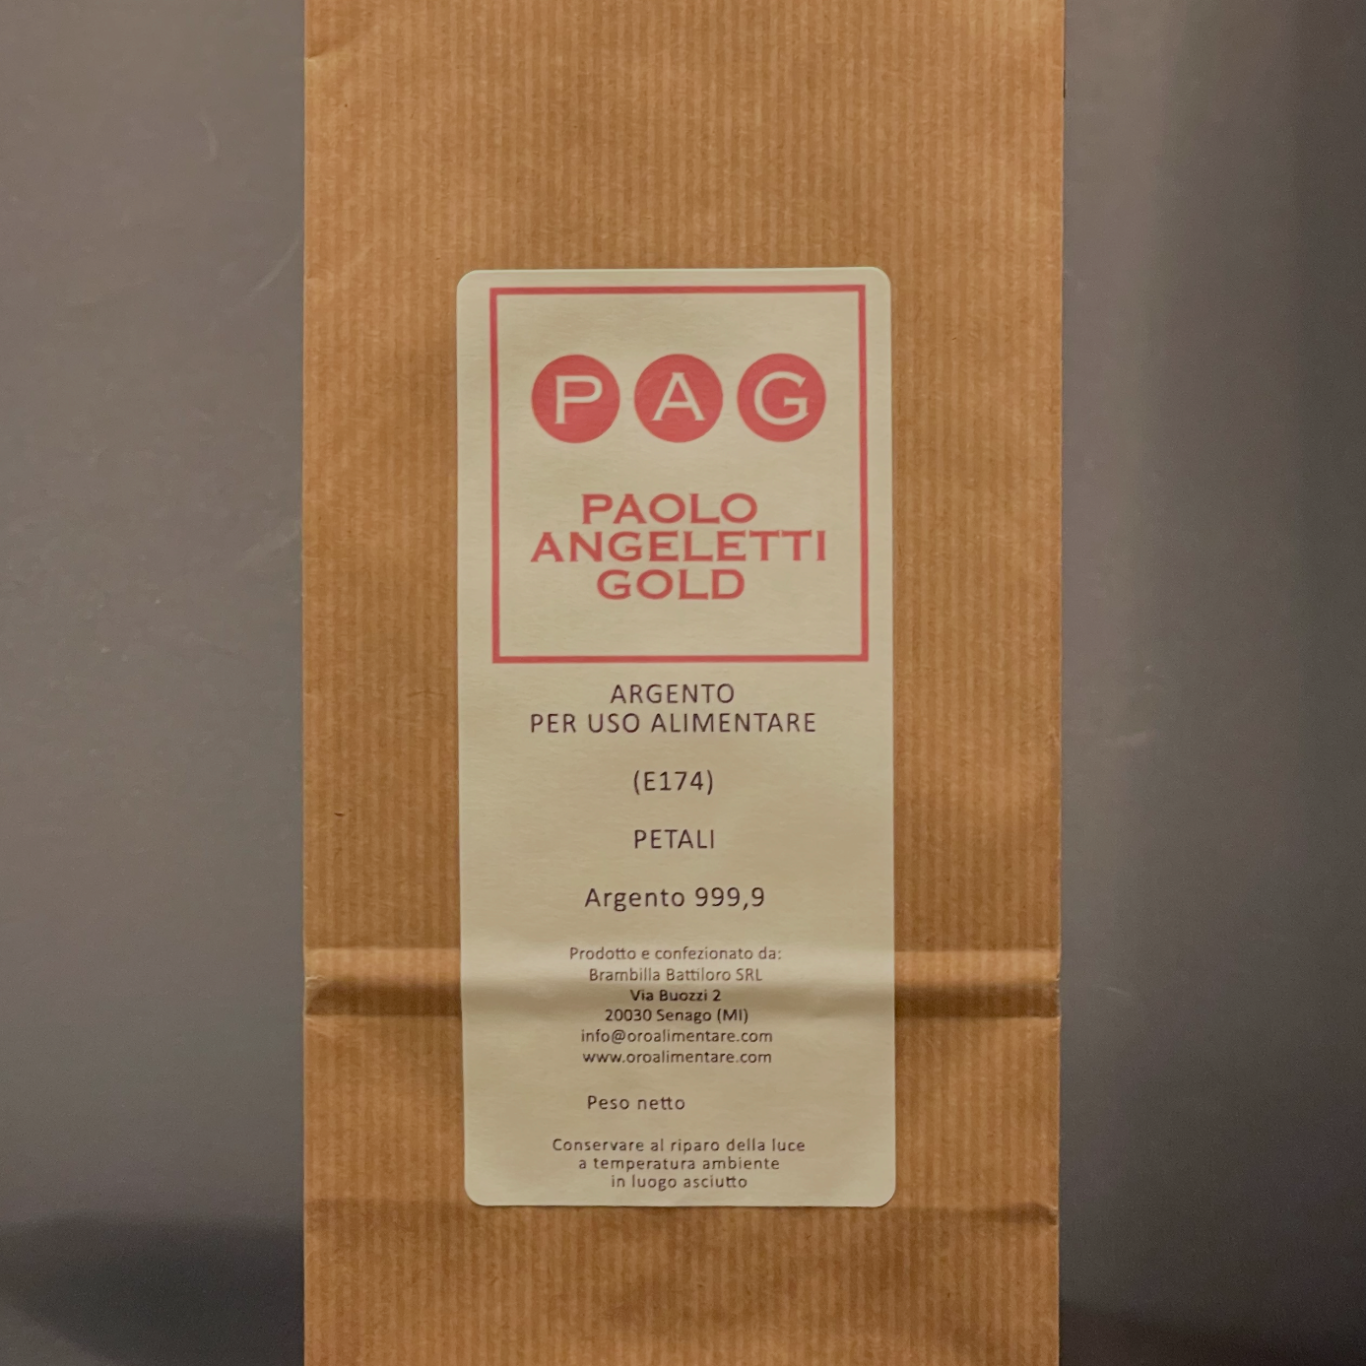 P A G
PAOLO
ANGELETTI
GOLD
ARGENTO
PER USO ALIMENTARE
(E174)
PETALI
Argento 999,9
Prodotto e confezionato da:
Brambilla Battiloro SRL
Via Buozzi 2
20030 Senago (MI)
info@oroalimentare.com
www.oroalimentare.com
Peso netto
Conservare al riparo della luce
a temperatura ambiente
in luogo asciutto